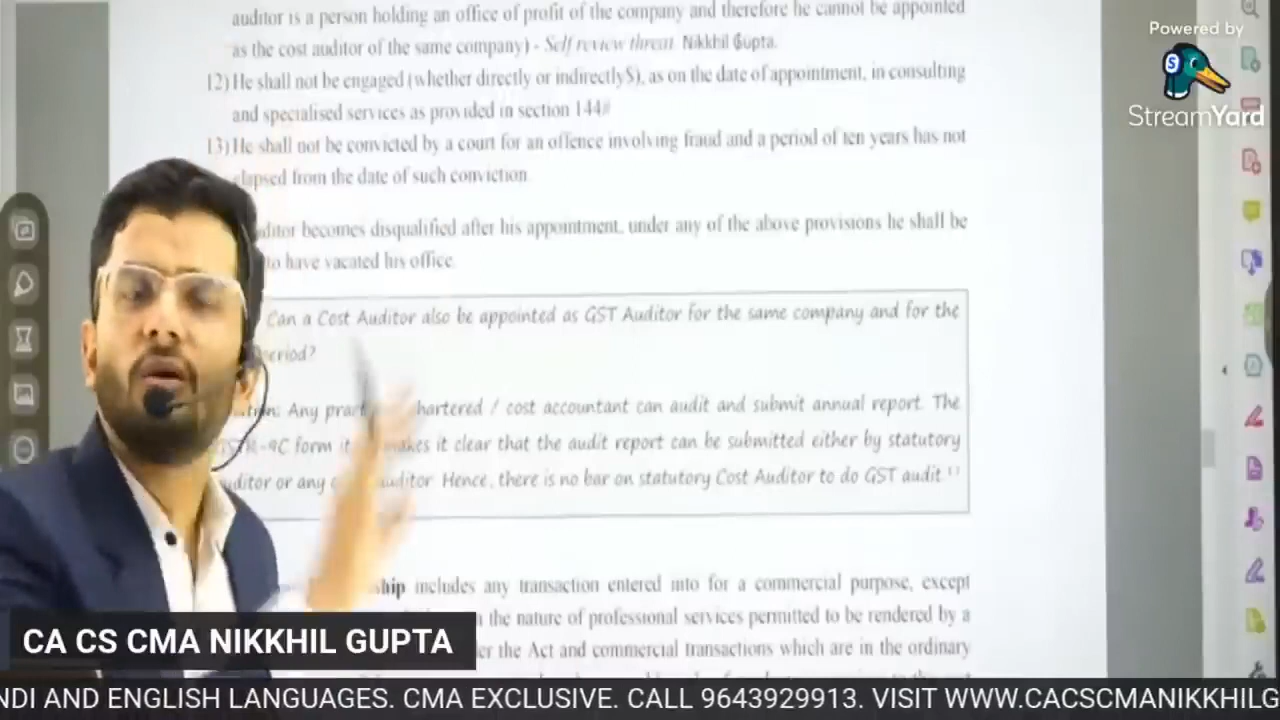 auditor is a person holding an office of profit of the company and therefore he cannot be appointed
as the cost auditor of the same company) - Self review threat. Nikkhil Gupta.
12) He shall not be engaged (whether directly or indirectly$), as on the date of appointment, in consulting
and specialised services as provided in section 144#
13) He shall not be convicted by a court for an offence involving fraud and a period of ten years has not
elapsed from the date of such conviction.
becomes disqualified after his appointment, under any of the above provisions he shall be
to have vacated his office.
Can a Cost Auditor also be appointed as GST Auditor for the same company and for the
period?
Any hartered / cost accountant can audit and submit annual report. The
-9C form it makes it clear that the audit report can be submitted either by statutory
auditor or any auditor. Hence, there is no bar on statutory Cost Auditor to do GST audit
includes any transaction entered into for a commercial purpose, except
the nature of professional services permitted to be rendered by a
the Act and commercial transactions which are in the ordinary
Powered by
StreamYard
CA CS CMA NIKKHIL GUPTA
NDI AND ENGLISH LANGUAGES. CMA EXCLUSIVE. CALL 9643929913. VISIT WWW.CACSCMANIKKHILG